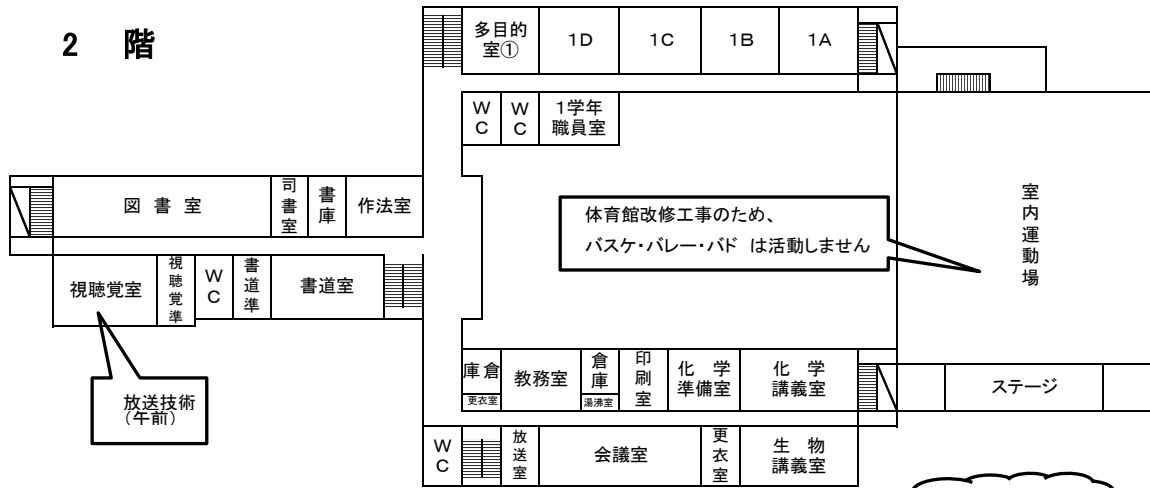 2 階
多目的
室①
1D
1C
1B
1A
WC
WC
1学年
職員室
図書室
司書室
書庫
作法室
体育館改修工事のため、
バスケ・バレー・バド は活動しません
室内運動場
視聴覚室
視聴覚準
WC
書道準
書道室
放送技術
(午前)
庫倉
更衣室
教務室
倉庫
湯沸室
印刷室
化学
準備室
化学
講義室
ステージ
WC
放送室
会議室
更衣室
生物
講義室